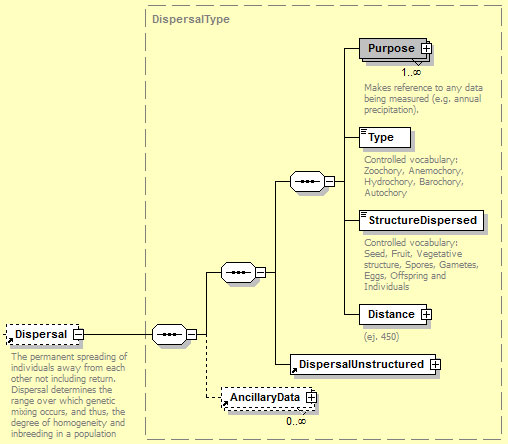 DispersalType
Purpose
1..∞
Makes reference to any data
being measured (e.g. annual
precipitation).
Type
Controlled vocabulary:
Zoochory, Anemochory,
Hydrochory, Barochory,
Autochory
StructureDispersed
Controlled vocabulary:
Seed, Fruit, Vegetative
structure, Spores, Gametes,
Eggs, Offspring and
Individuals
Distance
(ej. 450)
Dispersal
The permanent spreading of
individuals away from each
other not including return.
Dispersal determines the
range over which genetic
mixing occurs, and thus, the
degree of homogeneity and
inbreeding in a population
DispersalUnstructured
AncillaryData
0..∞